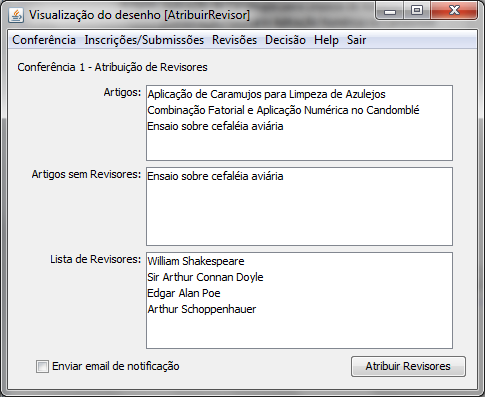 Visualização do desenho [AtribuirRevisor]
Conferência Inscrições/Submissões Revisões Decisão Help Sair
Conferência 1 - Atribuição de Revisores
Artigos:
Aplicação de Caramujos para Limpeza de Azulejos
Combinação Fatorial e Aplicação Numérica no Candomblé
Ensaio sobre cefaléia aviária
Artigos sem Revisores:
Ensaio sobre cefaléia aviária
Lista de Revisores:
William Shakespeare
Sir Arthur Connan Doyle
Edgar Alan Poe
Arthur Schoppenhauer
Enviar email de notificação
Atribuir Revisores